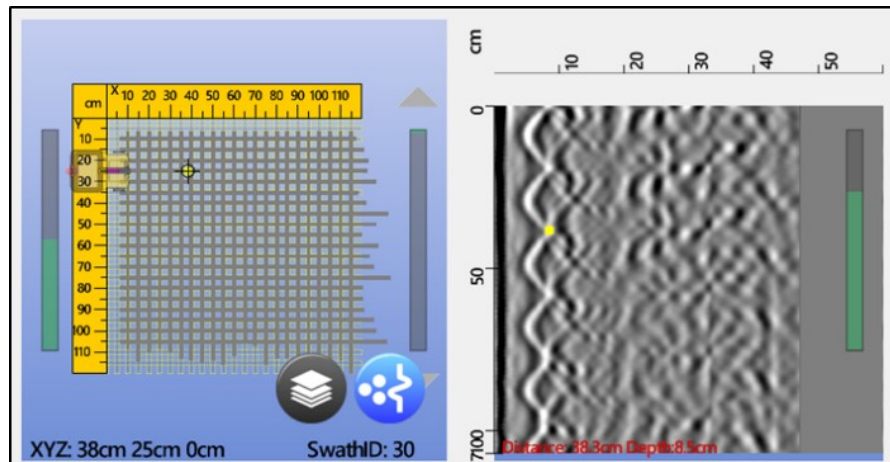 cm
X 10 20 30 40 50 60 70 80 90 100 110
Y
10
20
30
40
50
60
70
80
90
100
110
XYZ: 38cm 25cm 0cm
SwathID: 30
cm
10 20 30 40 50
0
50
7100
Distance: 38.3cm Depth:8.5cm